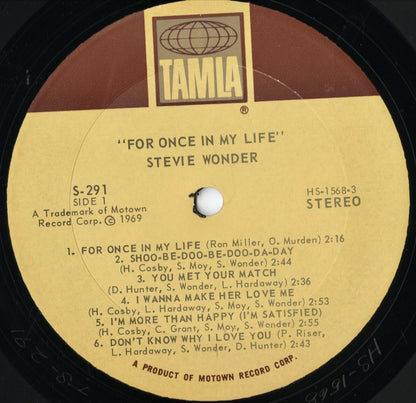 TAMLA
®
"FOR ONCE IN MY LIFE"
STEVIE WONDER
S-291
SIDE 1
HS-1568-3
STEREO
A Trademark of Motown
Record Corp. © 1969
1. FOR ONCE IN MY LIFE (Ron Miller, O. Murden) 2:16
2. SHOO-BE-DOO-BE-DOO-DA-DAY
(H. Cosby, S. Moy, S. Wonder) 2:44
3. YOU MET YOUR MATCH
(D. Hunter, S. Wonder, L. Hardaway) 2:36
4. I WANNA MAKE HER LOVE ME
(H. Cosby, L. Hardaway, S. Moy, S. Wonder) 2:53
5. I'M MORE THAN HAPPY (I'M SATISFIED)
(H. Cosby, C. Grant, S. Moy, S. Wonder) 2:55
6. DON'T KNOW WHY I LOVE YOU (P. Riser,
L. Hardaway, S. Wonder, D. Hunter) 2:43
A PRODUCT OF MOTOWN RECORD CORP.